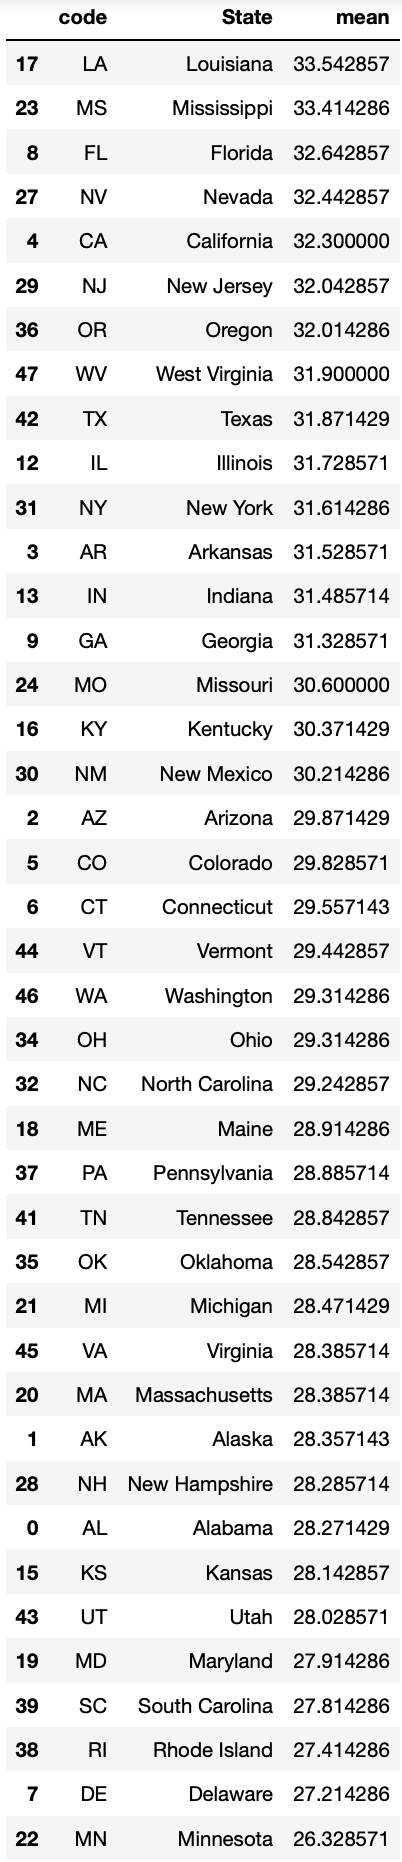 code State mean
17 LA Louisiana 33.542857
23 MS Mississippi 33.414286
8 FL Florida 32.642857
27 NV Nevada 32.442857
4 CA California 32.300000
29 NJ New Jersey 32.042857
36 OR Oregon 32.014286
47 WV West Virginia 31.900000
42 TX Texas 31.871429
12 IL Illinois 31.728571
31 NY New York 31.614286
3 AR Arkansas 31.528571
13 IN Indiana 31.485714
9 GA Georgia 31.328571
24 MO Missouri 30.600000
16 KY Kentucky 30.371429
30 NM New Mexico 30.214286
2 AZ Arizona 29.871429
5 CO Colorado 29.828571
6 CT Connecticut 29.557143
44 VT Vermont 29.442857
46 WA Washington 29.314286
34 OH Ohio 29.314286
32 NC North Carolina 29.242857
18 ME Maine 28.914286
37 PA Pennsylvania 28.885714
41 TN Tennessee 28.842857
35 OK Oklahoma 28.542857
21 MI Michigan 28.471429
45 VA Virginia 28.385714
20 MA Massachusetts 28.385714
1 AK Alaska 28.357143
28 NH New Hampshire 28.285714
0 AL Alabama 28.271429
15 KS Kansas 28.142857
43 UT Utah 28.028571
19 MD Maryland 27.914286
39 SC South Carolina 27.814286
38 RI Rhode Island 27.414286
7 DE Delaware 27.214286
22 MN Minnesota 26.328571